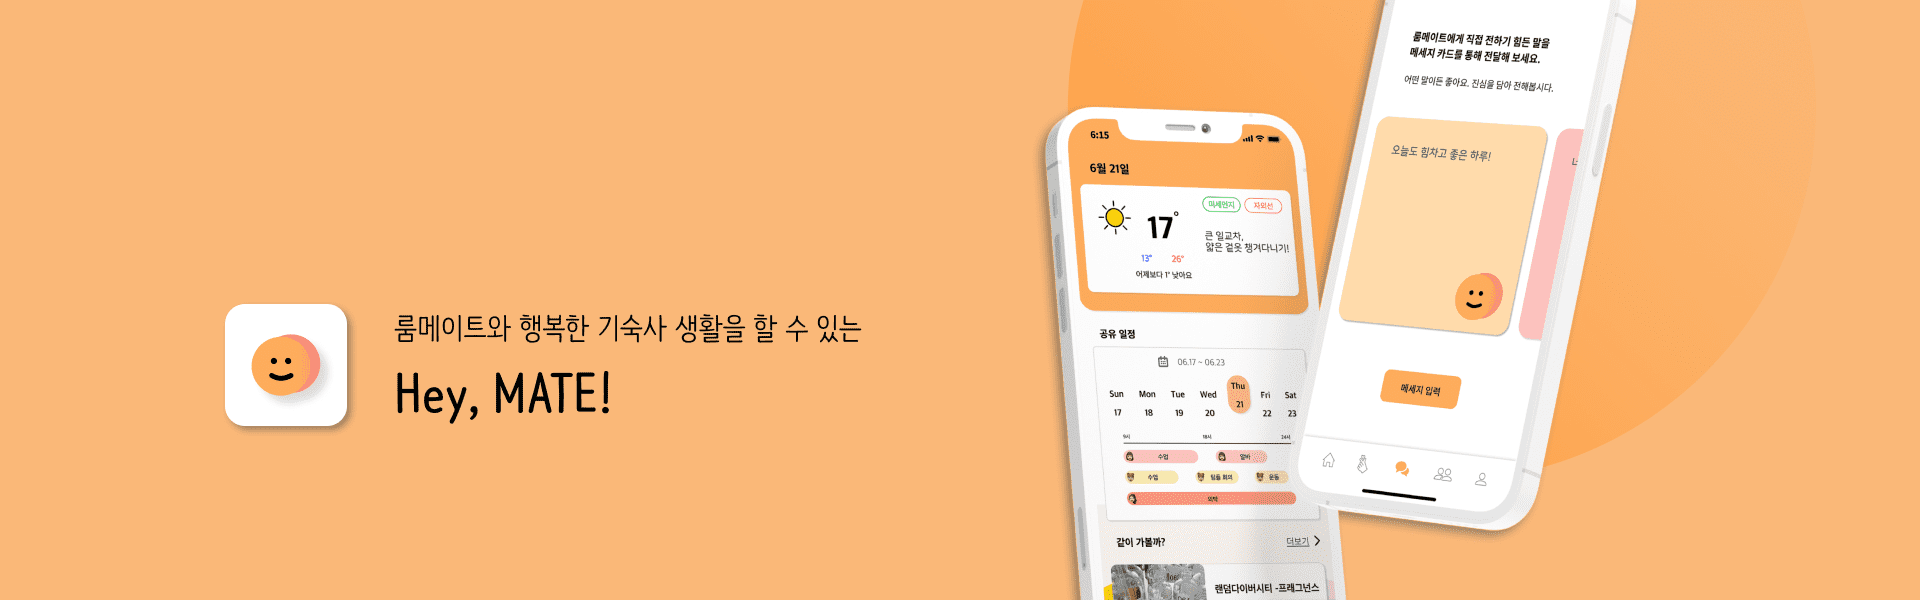 룸메이트와 행복한 기숙사 생활을 할 수 있는
Hey, MATE!
6:15
6월 21일
17°
13° 26°
어제보다 1° 낮아요
미세먼지 자외선
큰 일교차,
얇은 겉옷 챙겨다니기!
공유 일정
06.17 ~ 06.23
Sun Mon Tue Wed Thu Fri Sat
17 18 19 20 21 22 23
9시 18시 24시
수업 알바
수업 팀플 회의 운동
외박
같이 가볼까?
더보기
랜덤다이버시티 -프래그넌스
룸메이트에게 직접 전하기 힘든 말을
메세지 카드를 통해 전달해 보세요.
어떤 말이든 좋아요. 진심을 담아 전해봅시다.
오늘도 힘차고 좋은 하루!
메세지 입력